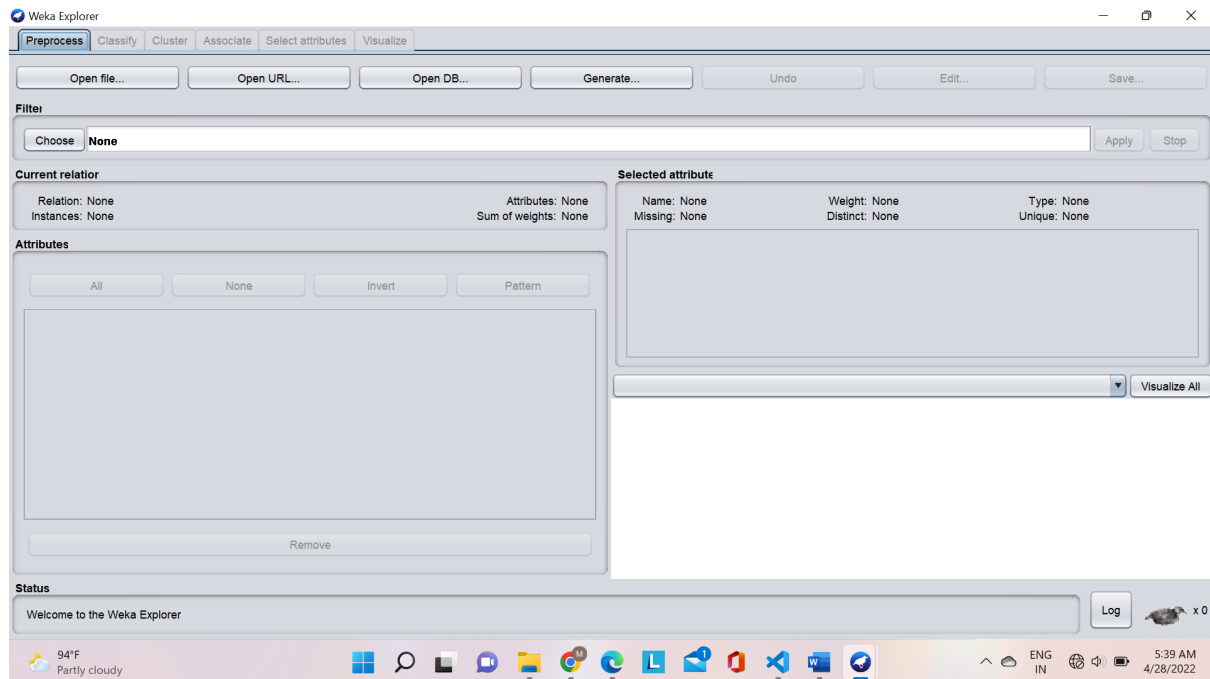 Weka Explorer
Preprocess Classify Cluster Associate Select attributes Visualize
Open file... Open URL... Open DB... Generate... Undo Edit... Save...
Filter
Choose None Apply Stop
Current relation
Relation: None Attributes: None
Instances: None Sum of weights: None
Selected attribute
Name: None Weight: None Type: None
Missing: None Distinct: None Unique: None
Attributes
All None Invert Pattern
Visualize All
Remove
Status
Welcome to the Weka Explorer
Log x 0
94°F
Partly cloudy
M
L
1
W
ENG
IN
5:39 AM
4/28/2022